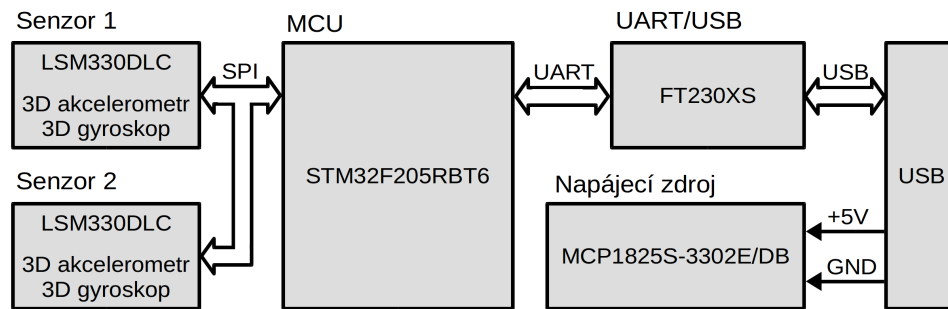 Senzor 1
LSM330DLC
3D akcelerometr
3D gyroskop
SPI
Senzor 2
LSM330DLC
3D akcelerometr
3D gyroskop
MCU
STM32F205RBT6
UART
UART/USB
FT230XS
USB
Napájecí zdroj
MCP1825S-3302E/DB
+5V
GND
USB